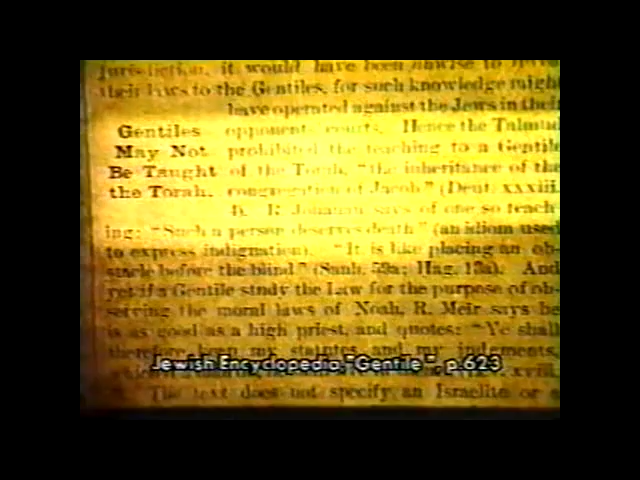 jurisdiction, it would have been unwise to
their laws to the Gentiles, for such knowledge migh
have operated against the Jews in their
Gentiles May Not Be Taught the Torah.
opponents' courts. Hence the Talmud
prohibited the teaching to a Gentile
of the Torah, "the inheritance of the
congregation of Jacob" (Deut. xxxiii.
4). R. Johanan says of one so teach-
ing: "Such a person deserves death" (an idiom used
to express indignation). "It is like placing an ob-
stacle before the blind" (Sanh. 59a; Hag. 13a). And
yet if a Gentile study the Law for the purpose of ob-
serving the moral laws of Noah, R. Meïr says he
is as good as a high priest, and quotes: "Ye shall
therefore keep my statutes and my judgments,
Jewish Encyclopedia, "Gentile" p.623
The text does not specify an Israelite or a